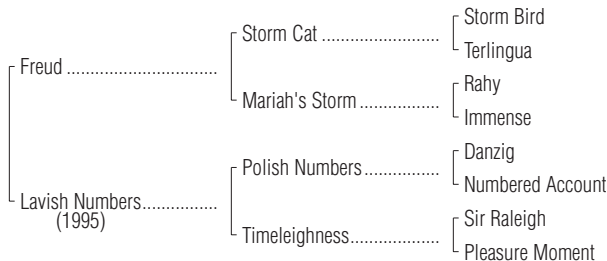 Storm Bird
Storm Cat ........................
Terlingua
Freud ................................
Rahy
Mariah's Storm .................
Immense
Danzig
Polish Numbers................
Numbered Account
Lavish Numbers................
(1995)
Sir Raleigh
Timeleighness...................
Pleasure Moment